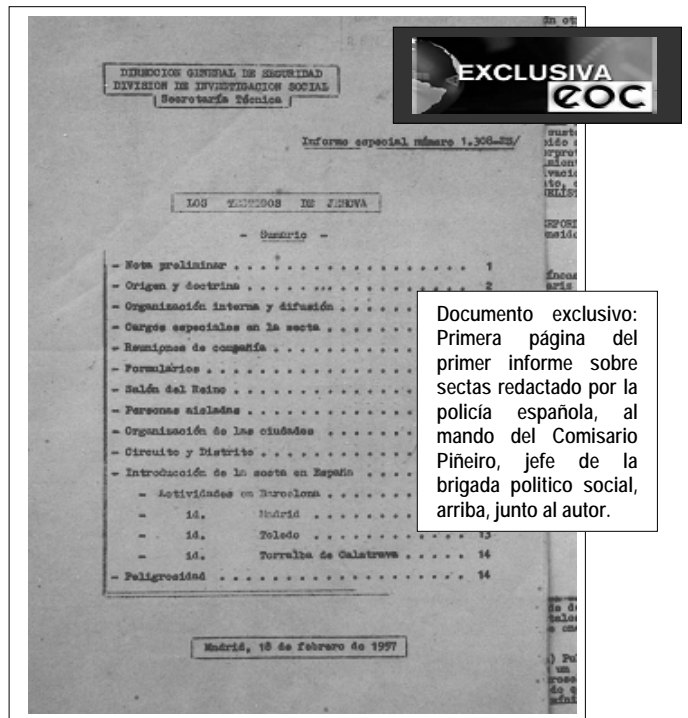 DIRECCION GENERAL DE SEGURIDAD
DIVISION DE INVESTIGACION SOCIAL
Secretaría Técnica
EXCLUSIVA
eoc
Informe especial número 1.308-
LOS TESTIGOS DE JEHOVA
- Sumario -
- Nota preliminar . . . . . . . . . . . . . . . . . 1
- Origen y doctrina . . . . . . . . . . . . . . . . 2
- Organización interna y difusión . . . . . .
- Cargos especiales en la secta . . . . . . .
- Reuniones de compañía . . . . . . . . . .
- Formularios . . . . . . . . . . . . . . .
- Salón del Reino . . . . . . . . . . . . .
- Personas aisladas . . . . . . . . . . . .
- Organización de las ciudades . . . . . . .
- Circuito y Distrito . . . . . . . . . . .
- Introducción de la secta en España . . . .
- Actividades en Barcelona . . . . . . .
- id. Madrid . . . . . . .
- id. Toledo . . . . . . . . . . . 13
- id. Torralba de Calatrava . . . . . 14
- Peligrosidad . . . . . . . . . . . . . . . . . . 14
Madrid, 18 de febrero de 1957
Documento exclusivo:
Primera página del
primer informe sobre
sectas redactado por la
policía española, al
mando del Comisario
Piñeiro, jefe de la
brigada politico social,
arriba, junto al autor.